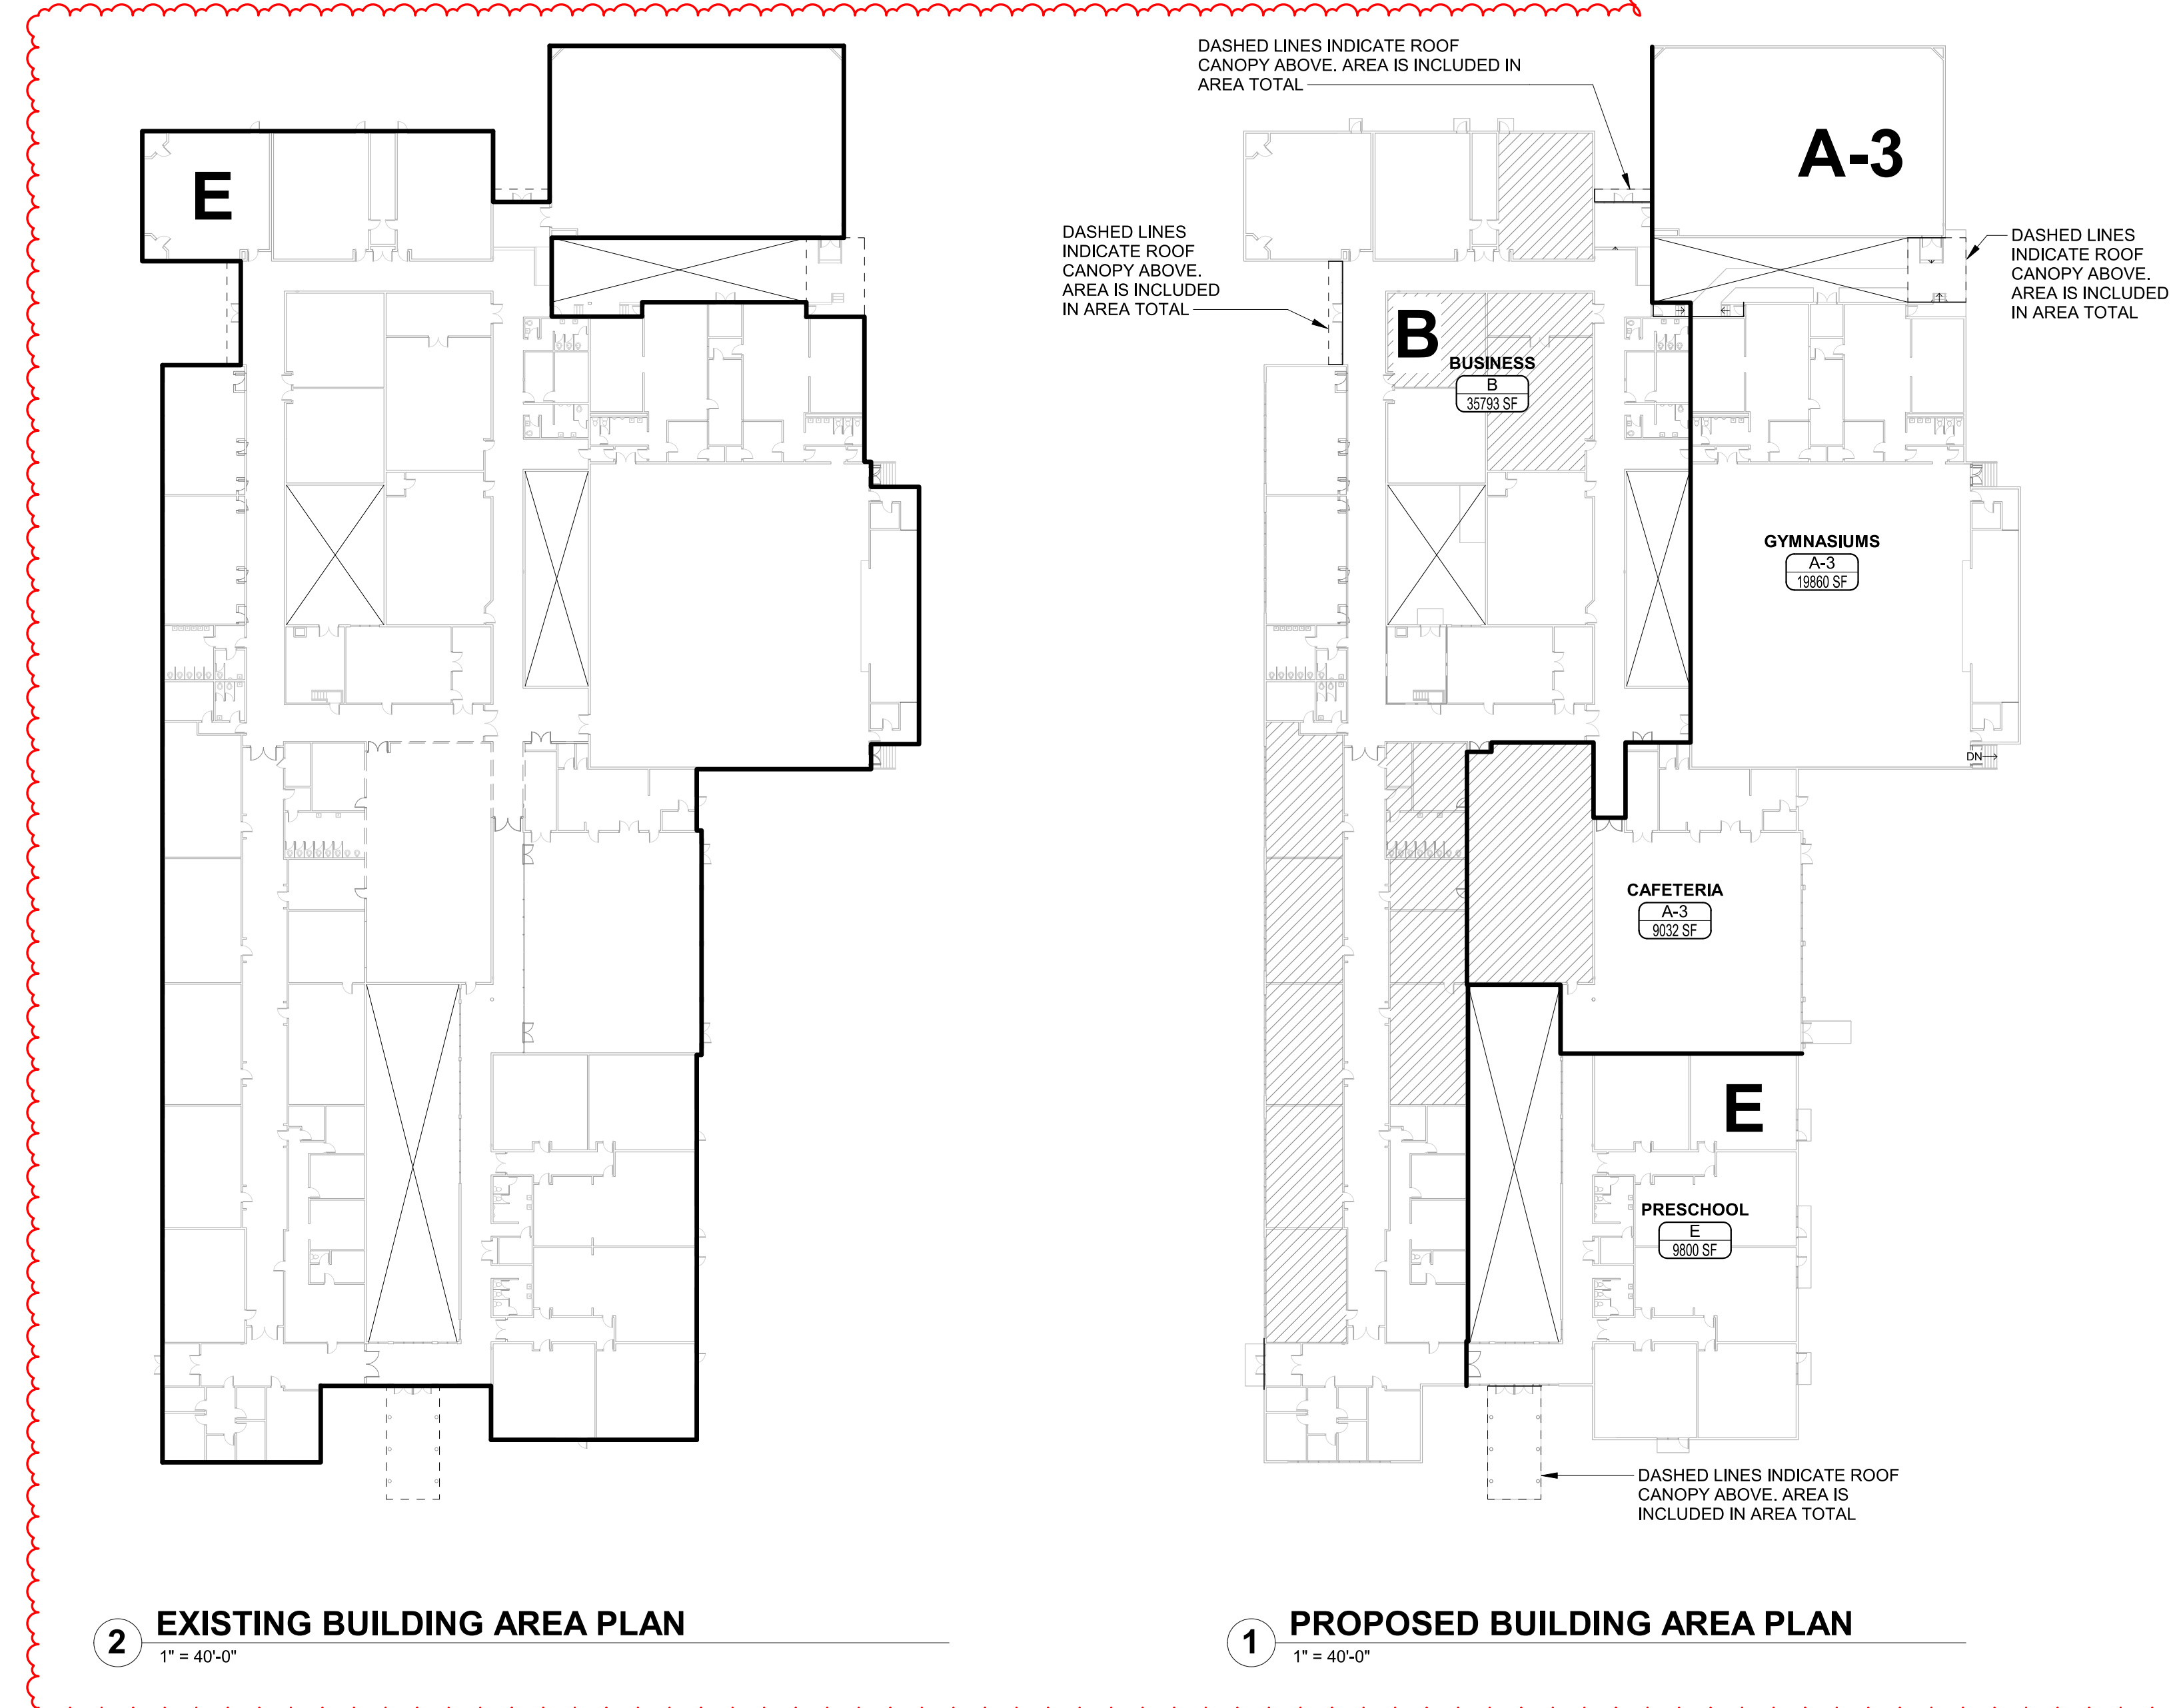 E
2
EXISTING BUILDING AREA PLAN
1" = 40'-0"
DASHED LINES INDICATE ROOF
CANOPY ABOVE. AREA IS INCLUDED IN
AREA TOTAL
A-3
DASHED LINES
INDICATE ROOF
CANOPY ABOVE.
AREA IS INCLUDED
IN AREA TOTAL
DASHED LINES
INDICATE ROOF
CANOPY ABOVE.
AREA IS INCLUDED
IN AREA TOTAL
B
BUSINESS
B
35793 SF
GYMNASIUMS
A-3
19860 SF
DN
CAFETERIA
A-3
9032 SF
E
PRESCHOOL
E
9800 SF
DASHED LINES INDICATE ROOF
CANOPY ABOVE. AREA IS
INCLUDED IN AREA TOTAL
1
PROPOSED BUILDING AREA PLAN
1" = 40'-0"